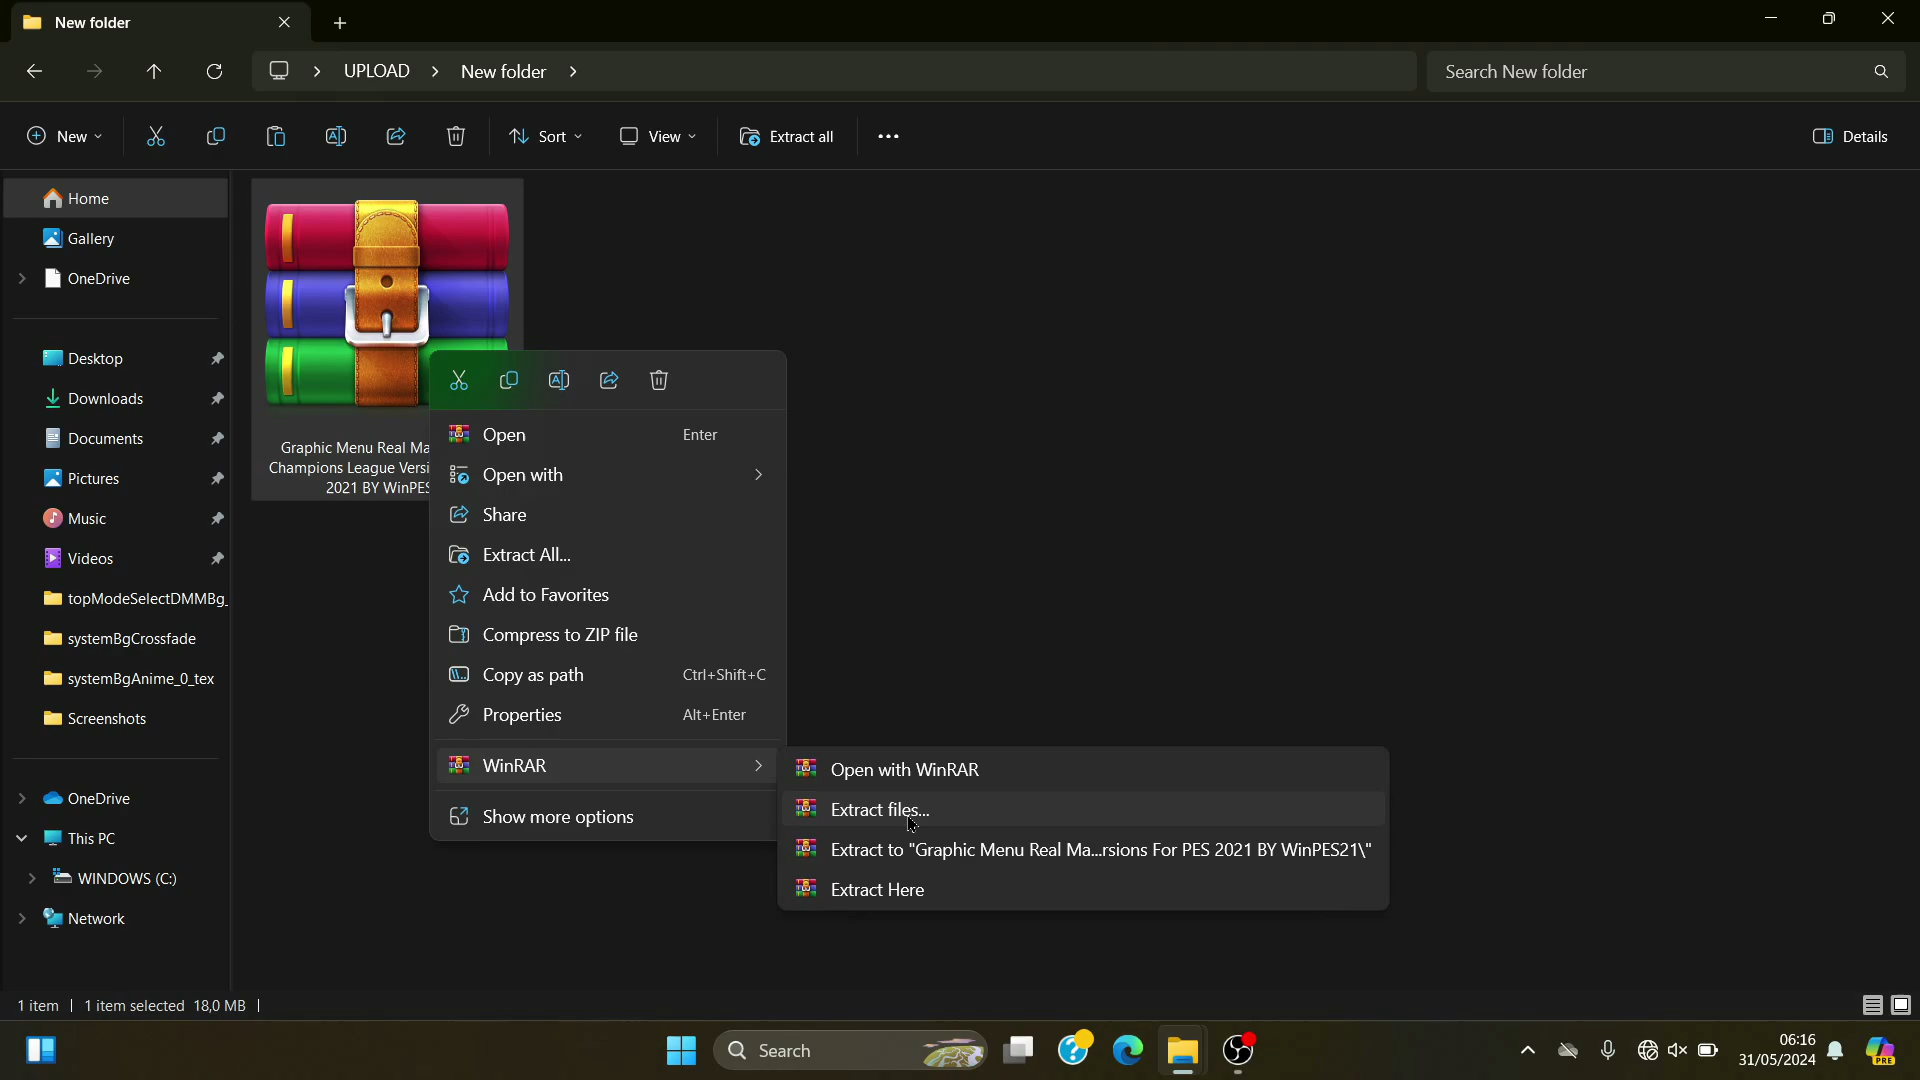 New folder
UPLOAD
New folder
Search New folder
New
Sort
View
Extract all
Details
Home
Gallery
OneDrive
Desktop
Downloads
Documents
Pictures
Music
Videos
topModeSelectDMMBg_
systemBgCrossfade
systemBgAnime_0_tex
Screenshots
OneDrive
This PC
WINDOWS (C:)
Network
Graphic Menu Real Ma
Champions League Versi
2021 BY WinPES
Open Enter
Open with
Share
Extract All...
Add to Favorites
Compress to ZIP file
Copy as path Ctrl+Shift+C
Properties Alt+Enter
WinRAR
Show more options
Open with WinRAR
Extract files...
Extract to "Graphic Menu Real Ma...rsions For PES 2021 BY WinPES21\"
Extract Here
1 item 1 item selected 18,0 MB
Search
06:16
31/05/2024
PRE